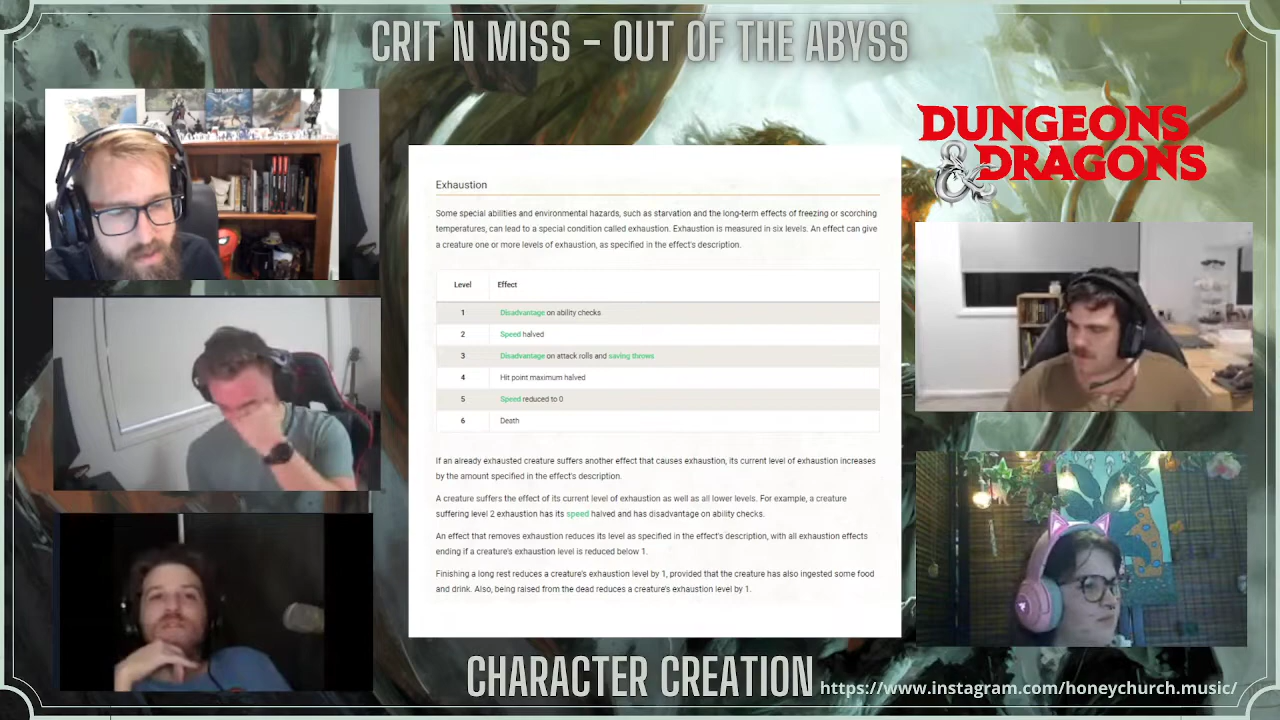 CRIT N MISS - OUT OF THE ABYSS
DUNGEONS
& DRAGONS
Exhaustion
Some special abilities and environmental hazards, such as starvation and the long-term effects of freezing or scorching
temperatures, can lead to a special condition called exhaustion. Exhaustion is measured in six levels. An effect can give
a creature one or more levels of exhaustion, as specified in the effect's description.
Level Effect
1 Disadvantage on ability checks
2 Speed halved
3 Disadvantage on attack rolls and saving throws
4 Hit point maximum halved
5 Speed reduced to 0
6 Death
If an already exhausted creature suffers another effect that causes exhaustion, its current level of exhaustion increases
by the amount specified in the effect's description.
A creature suffers the effect of its current level of exhaustion as well as all lower levels. For example, a creature
suffering level 2 exhaustion has its speed halved and has disadvantage on ability checks.
An effect that removes exhaustion reduces its level as specified in the effect's description, with all exhaustion effects
ending if a creature's exhaustion level is reduced below 1.
Finishing a long rest reduces a creature's exhaustion level by 1, provided that the creature has also ingested some food
and drink. Also, being raised from the dead reduces a creature's exhaustion level by 1.
CHARACTER CREATION
https://www.instagram.com/honeychurch.music/